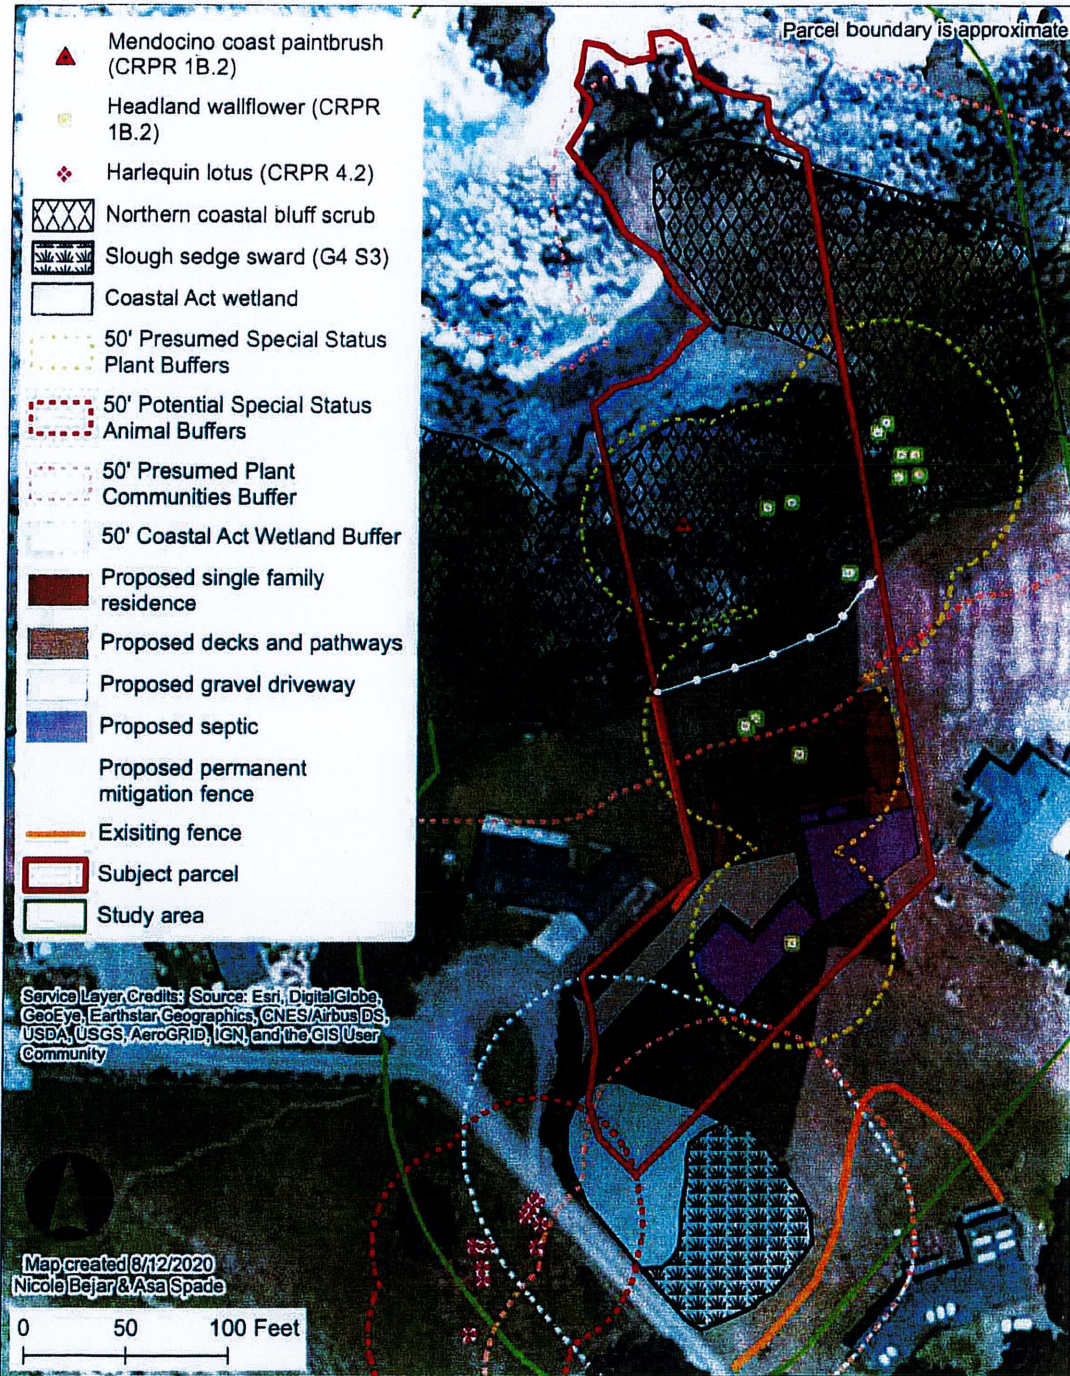 Parcel boundary is approximate
Mendocino coast paintbrush
(CRPR 1B.2)
Headland wallflower (CRPR
1B.2)
Harlequin lotus (CRPR 4.2)
Northern coastal bluff scrub
Slough sedge sward (G4 S3)
Coastal Act wetland
50' Presumed Special Status
Plant Buffers
50' Potential Special Status
Animal Buffers
50' Presumed Plant
Communities Buffer
50' Coastal Act Wetland Buffer
Proposed single family
residence
Proposed decks and pathways
Proposed gravel driveway
Proposed septic
Proposed permanent
mitigation fence
Exisiting fence
Subject parcel
Study area
Service Layer Credits: Source: Esri, DigitalGlobe,
GeoEye, Earthstar Geographics, CNES/Airbus DS,
USDA, USGS, AeroGRID, IGN, and the GIS User
Community
Map created 8/12/2020
Nicole Bejar & Asa Spade
0 50 100 Feet